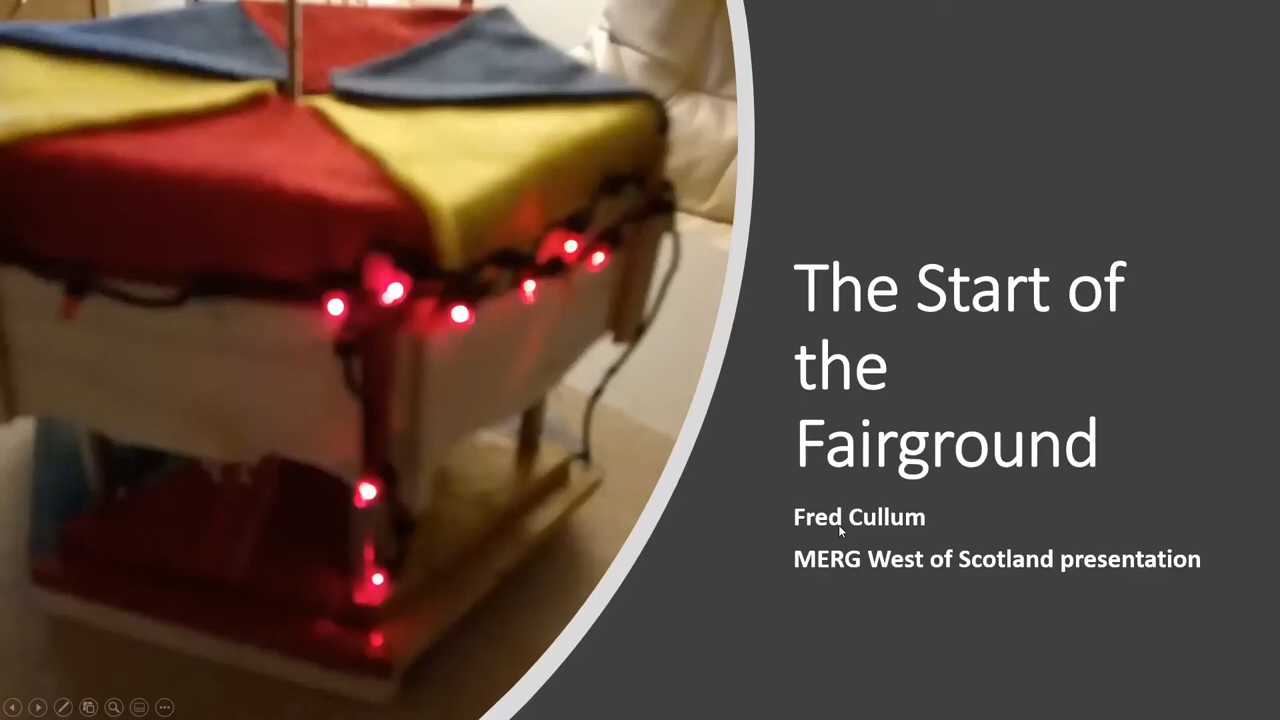 The Start of
the
Fairground
Fred Cullum
MERG West of Scotland presentation